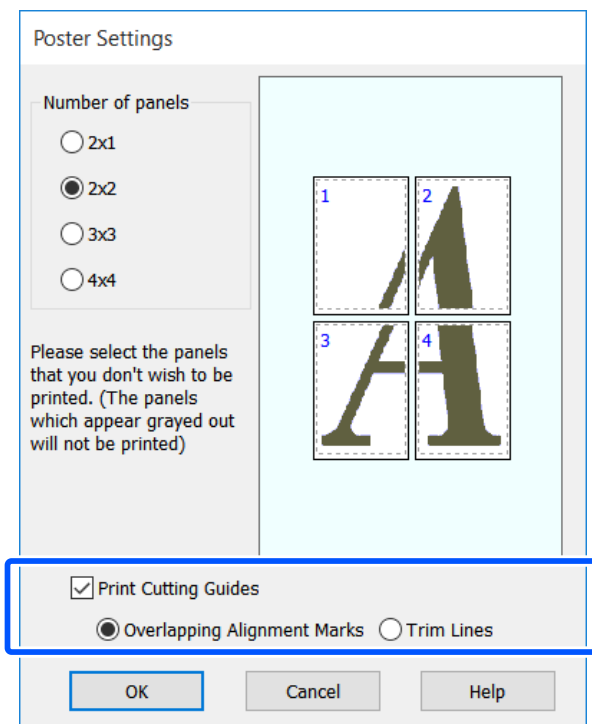 Poster Settings
Number of panels
2x1
2x2
3x3
4x4
Please select the panels
that you don't wish to be
printed. (The panels
which appear grayed out
will not be printed)
1 2
A
3 4
Print Cutting Guides
Overlapping Alignment Marks Trim Lines
OK Cancel Help